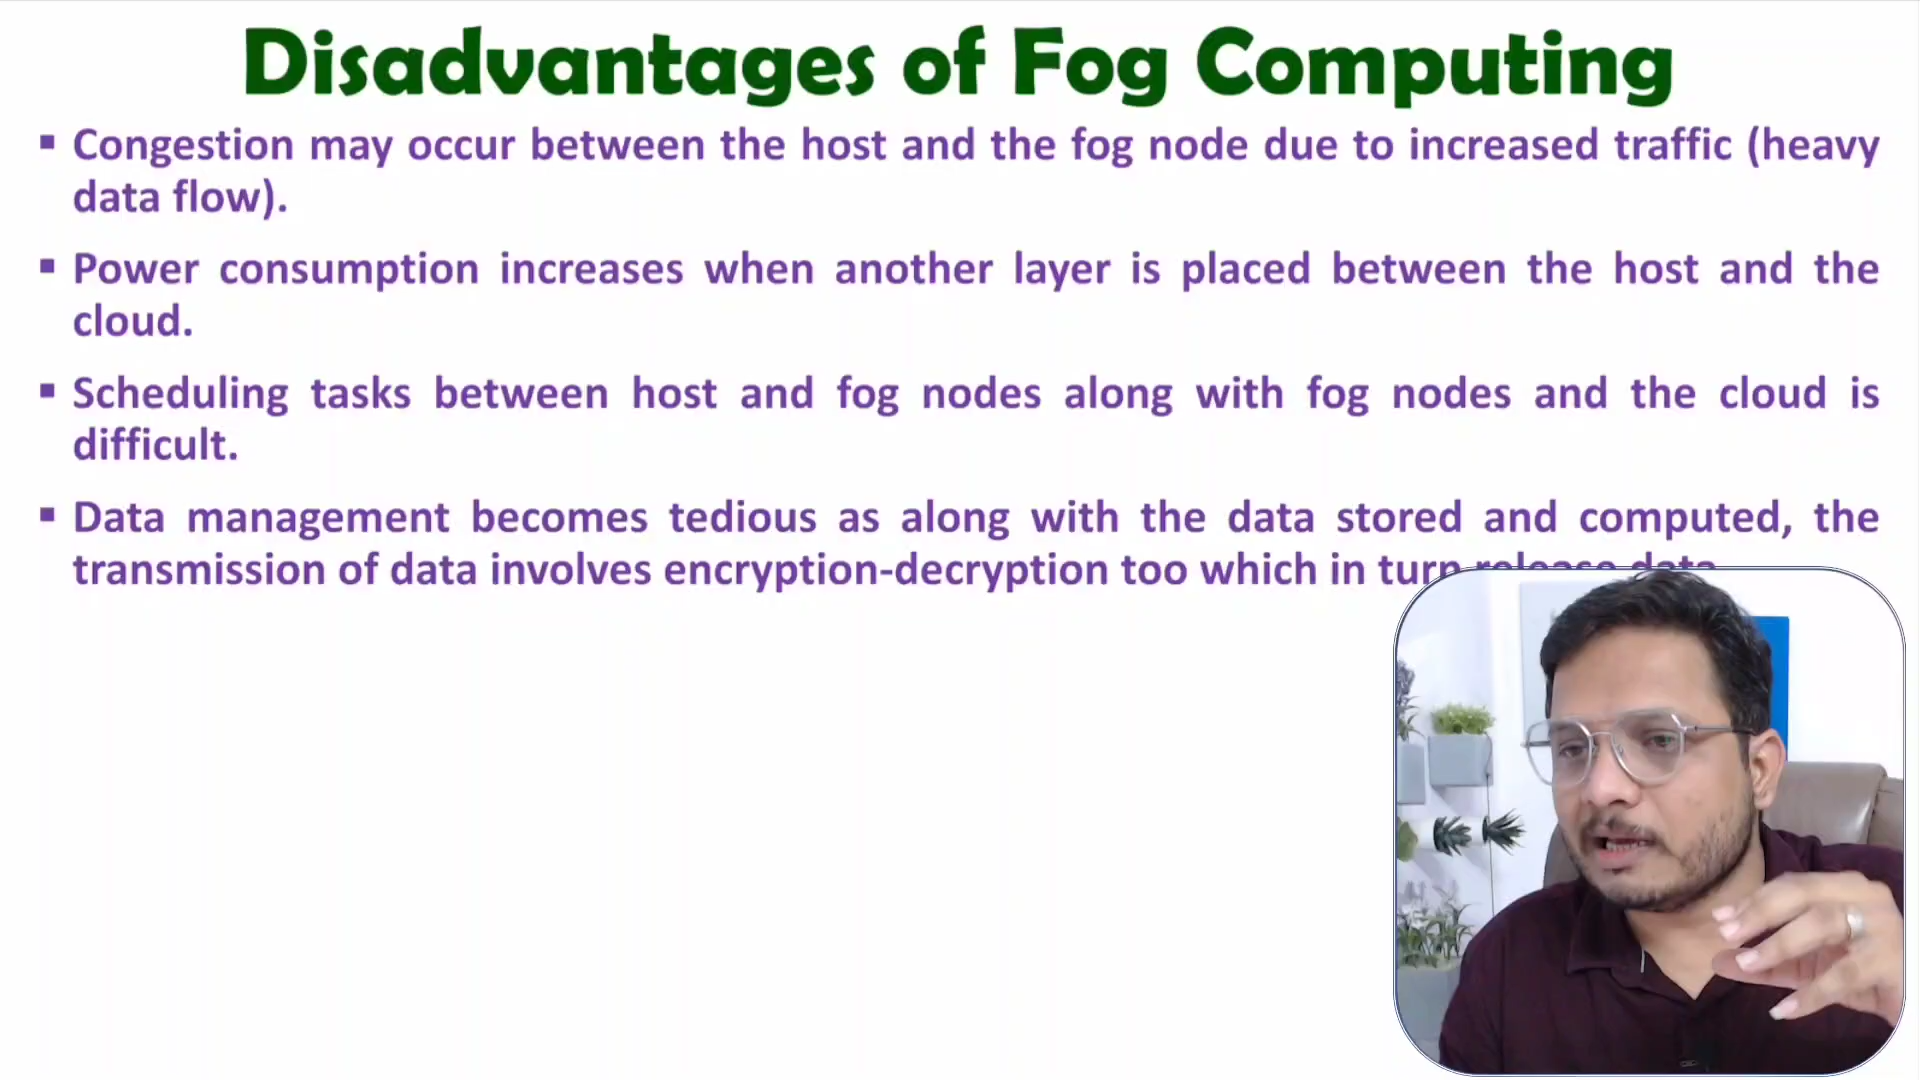 Disadvantages of Fog Computing
▪ Congestion may occur between the host and the fog node due to increased traffic (heavy
data flow).
▪ Power consumption increases when another layer is placed between the host and the
cloud.
▪ Scheduling tasks between host and fog nodes along with fog nodes and the cloud is
difficult.
▪ Data management becomes tedious as along with the data stored and computed, the
transmission of data involves encryption-decryption too which in turn release data.